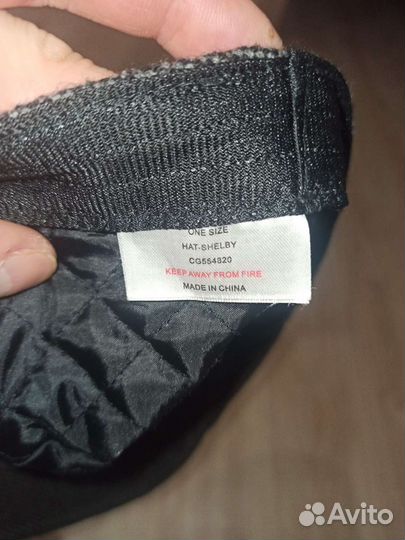 ONE SIZE
HAT-SHELBY
CG554820
KEEP AWAY FROM FIRE
MADE IN CHINA
Avito